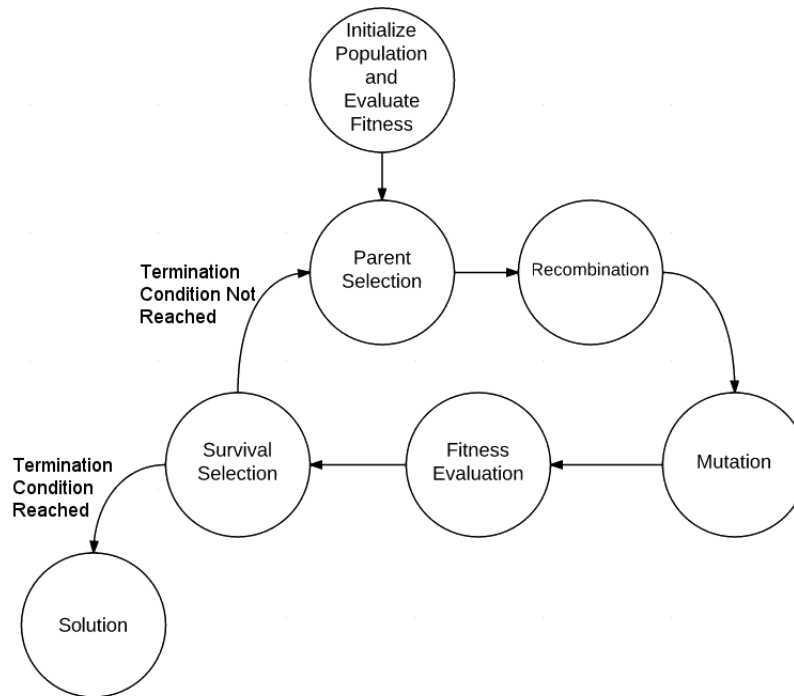 Initialize
Population
and
Evaluate
Fitness
Parent
Selection
Recombination
Termination
Condition Not
Reached
Survival
Selection
Fitness
Evaluation
Mutation
Termination
Condition
Reached
Solution